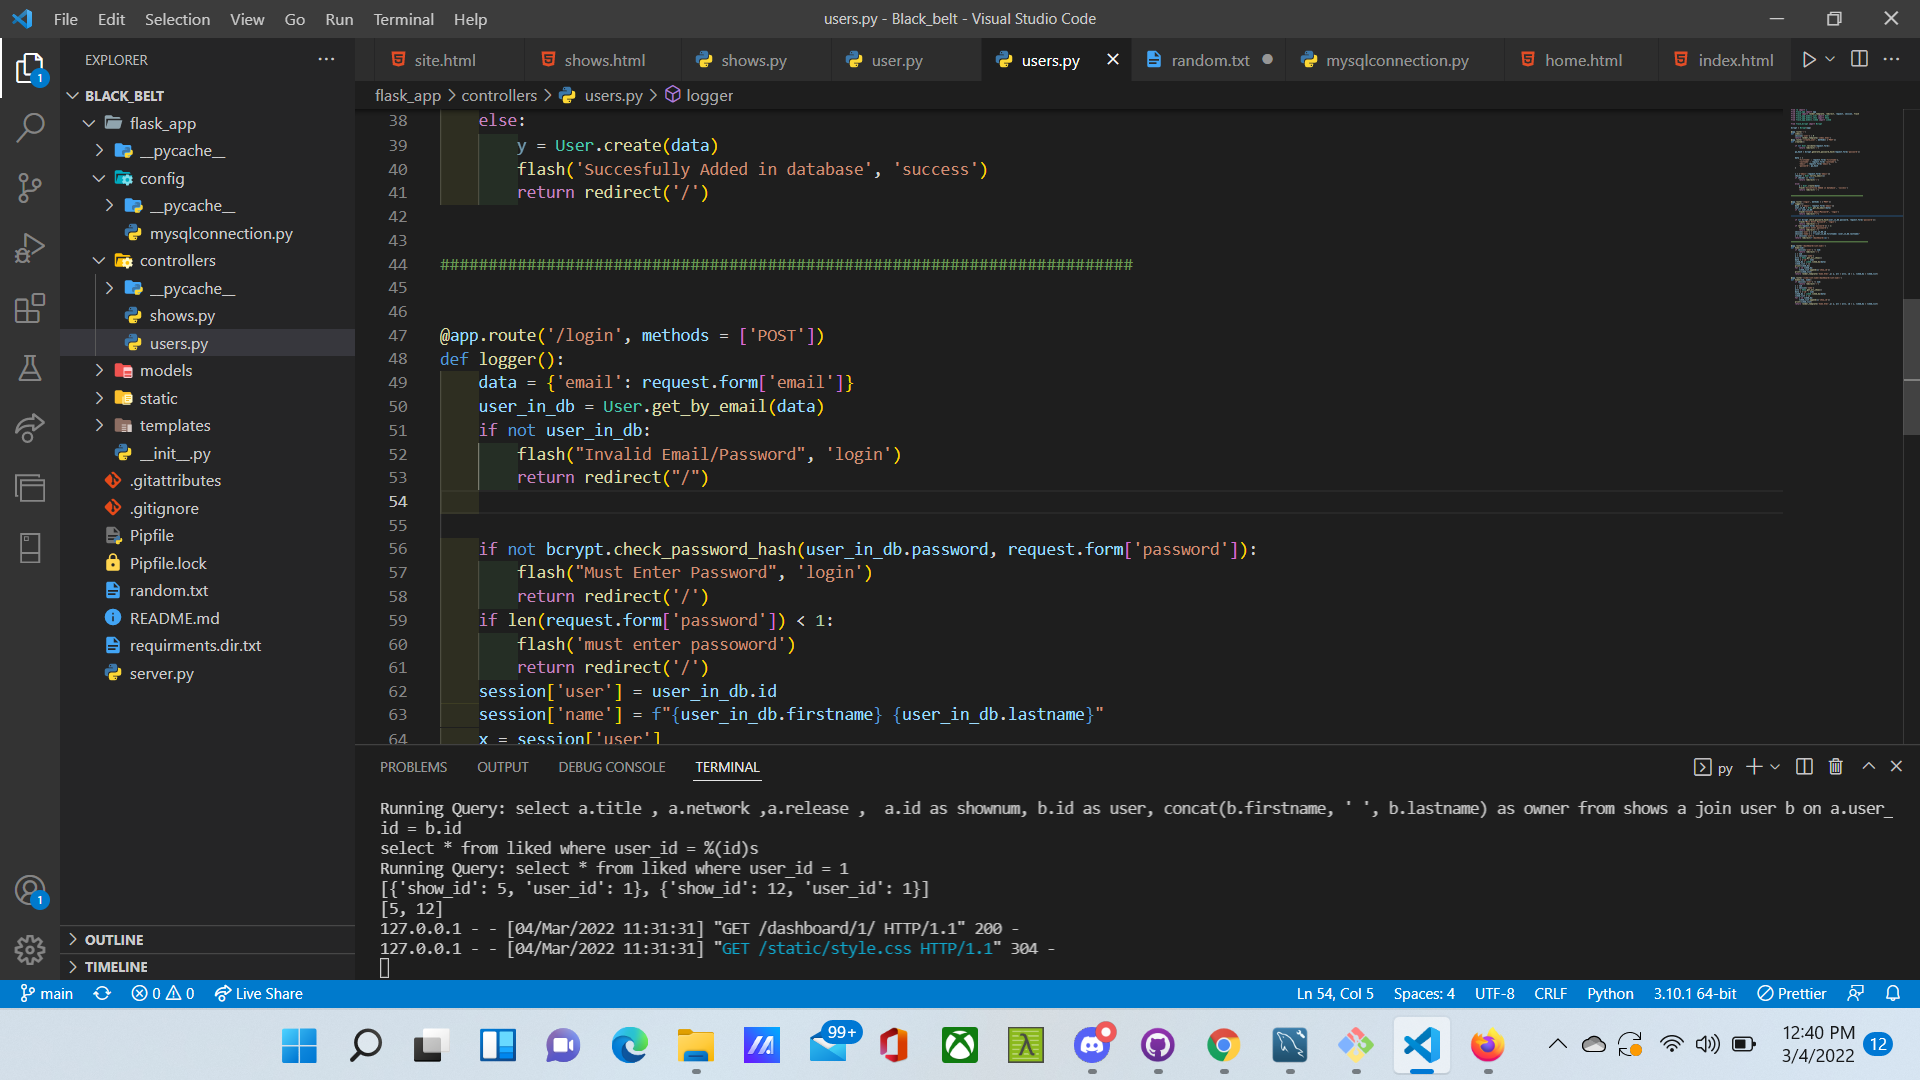 File Edit Selection View Go Run Terminal Help
users.py - Black_belt - Visual Studio Code
EXPLORER
site.html shows.html shows.py user.py users.py random.txt mysqlconnection.py home.html index.html
flask_app > controllers > users.py > logger
BLACK_BELT
flask_app
__pycache__
config
__pycache__
mysqlconnection.py
controllers
__pycache__
shows.py
users.py
models
static
templates
__init__.py
.gitattributes
.gitignore
Pipfile
Pipfile.lock
random.txt
README.md
requirments.dir.txt
server.py
OUTLINE
TIMELINE
38 else:
39 y = User.create(data)
40 flash('Succesfully Added in database', 'success')
41 return redirect('/')
42
43
44 ########################################################################
45
46
47 @app.route('/login', methods = ['POST'])
48 def logger():
49 data = {'email': request.form['email']}
50 user_in_db = User.get_by_email(data)
51 if not user_in_db:
52 flash("Invalid Email/Password", 'login')
53 return redirect("/")
54
55
56 if not bcrypt.check_password_hash(user_in_db.password, request.form['password']):
57 flash("Must Enter Password", 'login')
58 return redirect('/')
59 if len(request.form['password']) < 1:
60 flash('must enter passoword')
61 return redirect('/')
62 session['user'] = user_in_db.id
63 session['name'] = f"{user_in_db.firstname} {user_in_db.lastname}"
64 x = session['user']
PROBLEMS OUTPUT DEBUG CONSOLE TERMINAL
py
Running Query: select a.title , a.network ,a.release ,  a.id as shownum, b.id as user, concat(b.firstname, ' ', b.lastname) as owner from shows a join user b on a.user_
id = b.id
select * from liked where user_id = %(id)s
Running Query: select * from liked where user_id = 1
[{'show_id': 5, 'user_id': 1}, {'show_id': 12, 'user_id': 1}]
[5, 12]
127.0.0.1 - - [04/Mar/2022 11:31:31] "GET /dashboard/1/ HTTP/1.1" 200 -
127.0.0.1 - - [04/Mar/2022 11:31:31] "GET /static/style.css HTTP/1.1" 304 -
main 0 0 Live Share
Ln 54, Col 5 Spaces: 4 UTF-8 CRLF Python 3.10.1 64-bit Prettier
99+
12:40 PM
3/4/2022
12
1
1